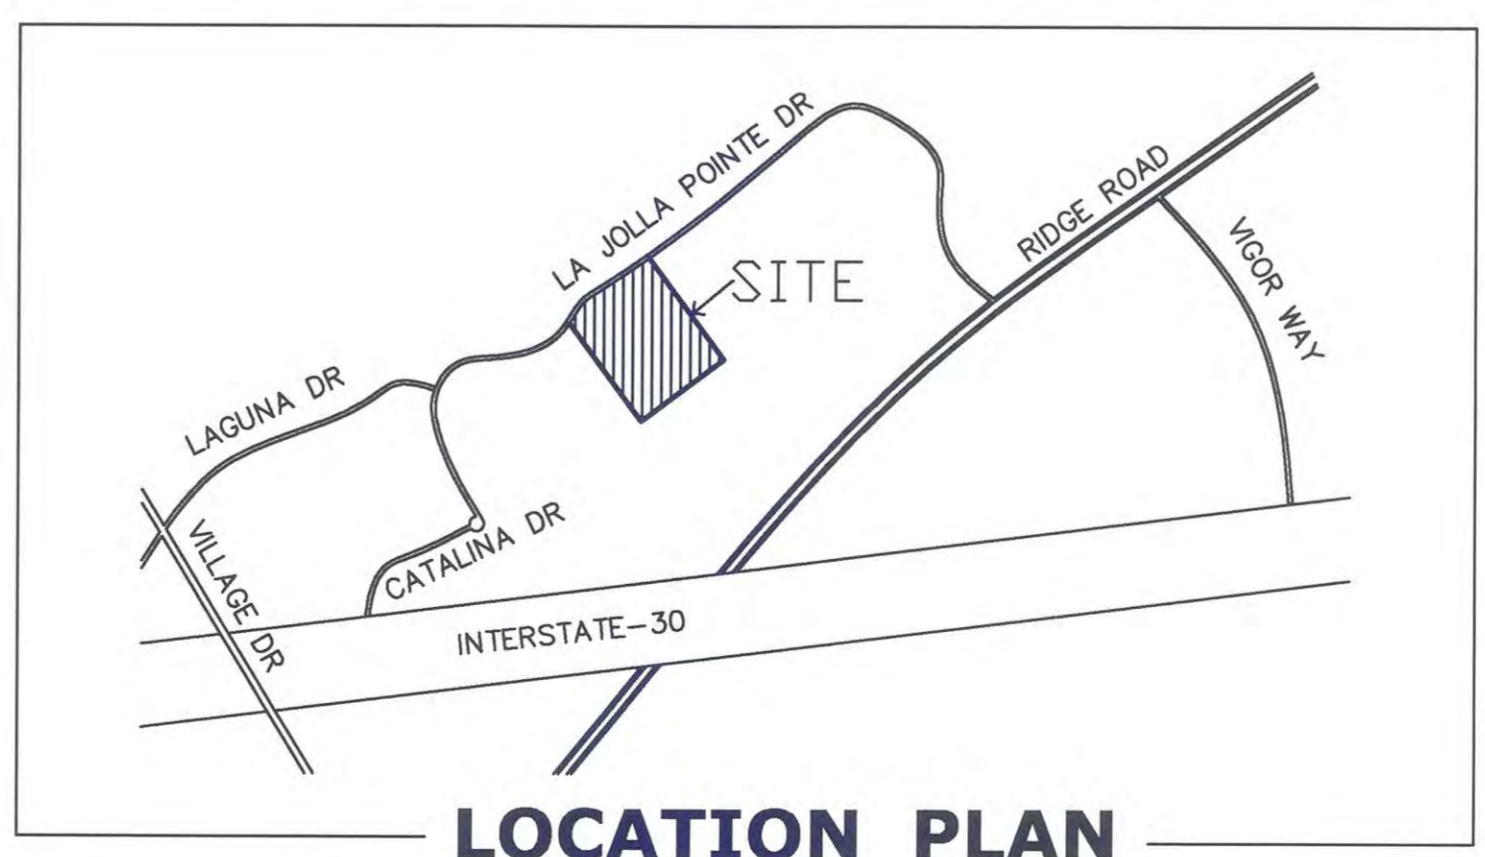 LA JOLLA POINTE DR
RIDGE ROAD
VIGOR WAY
SITE
LAGUNA DR
VILLAGE DR
CATALINA DR
INTERSTATE-30
LOCATION PLAN